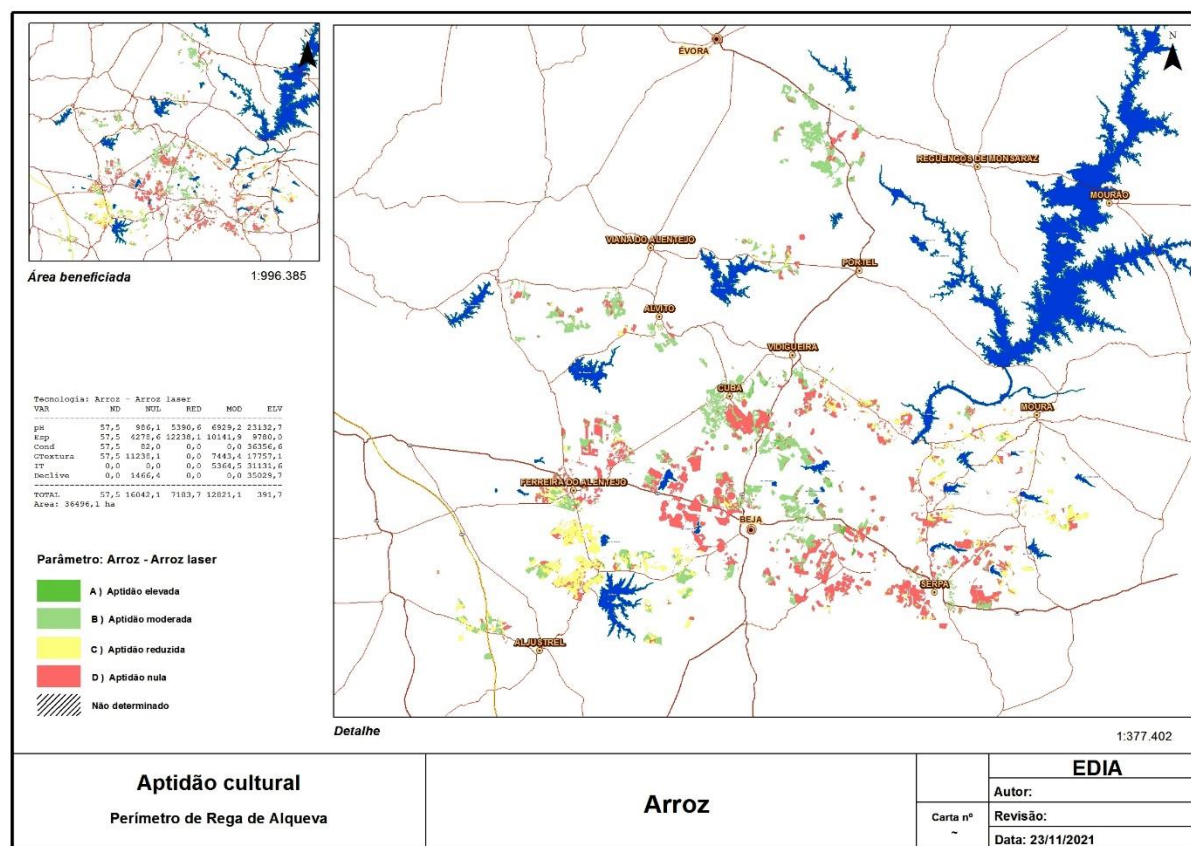 N
Área beneficiada
1:996.385
Tecnologia: Arroz - Arroz laser
VAR ND NUL RED MOD ELV
pH 57,5 986,1 5390,6 6929,2 23132,7
Esp 57,5 4278,6 12238,1 10141,9 9780,0
Cond 57,5 82,0 0,0 0,0 36356,6
CTextura 57,5 11238,1 0,0 7443,4 17757,1
IT 0,0 0,0 0,0 5364,5 31131,6
Declive 0,0 1466,4 0,0 0,0 35029,7
TOTAL 57,5 16042,1 7183,7 12821,1 391,7
Area: 36496,1 ha
Parâmetro: Arroz - Arroz laser
A ) Aptidão elevada
B ) Aptidão moderada
C ) Aptidão reduzida
D ) Aptidão nula
Não determinado
N
ÉVORA
REGUENGOS DE MONSARAZ
MOURÃO
VIANA DO ALENTEJO
PORTEL
ALVITO
VIDIGUEIRA
CUBA
MOURA
FERREIRA DO ALENTEJO
BEJA
SERPA
ALJUSTREL
Detalhe
1:377.402
Aptidão cultural
Perímetro de Rega de Alqueva
Arroz
Carta nº
~
EDIA
Autor:
Revisão:
Data: 23/11/2021